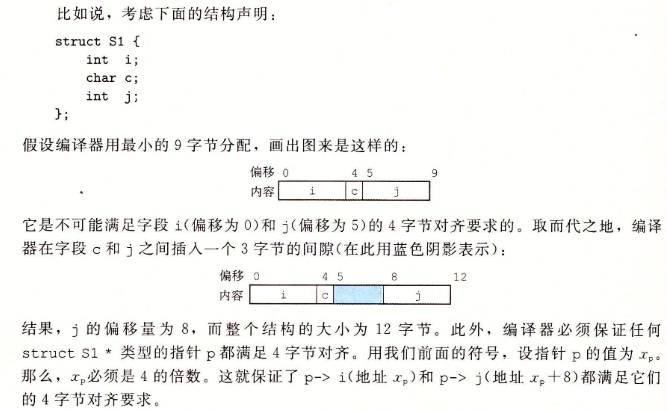 比如说，考虑下面的结构声明：
struct S1 {
    int  i;
    char c;
    int  j;
};
假设编译器用最小的 9 字节分配，画出图来是这样的：
偏移 0 4 5 9
内容 i c j
它是不可能满足字段 i(偏移为 0)和 j(偏移为 5)的 4 字节对齐要求的。取而代之地，编译
器在字段 c 和 j 之间插入一个 3 字节的间隙(在此用蓝色阴影表示)：
偏移 0 4 5 8 12
内容 i c j
结果，j 的偏移量为 8，而整个结构的大小为 12 字节。此外，编译器必须保证任何
struct S1 * 类型的指针 p 都满足 4 字节对齐。用我们前面的符号，设指针 p 的值为 xp。
那么，xp必须是 4 的倍数。这就保证了 p-> i(地址 xp)和 p-> j(地址 xp+8)都满足它们
的 4 字节对齐要求。